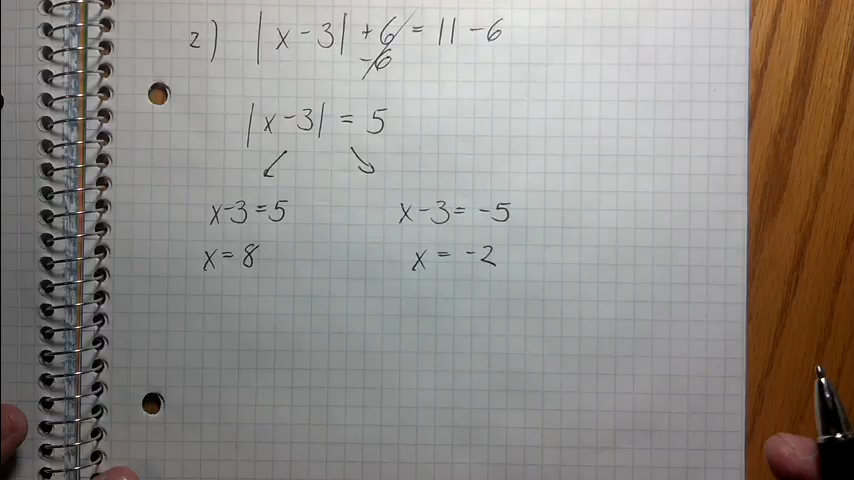 2) |x - 3| + 6 = 11 - 6
-6
|x - 3| = 5
x - 3 = 5 x - 3 = -5
x = 8 x = -2